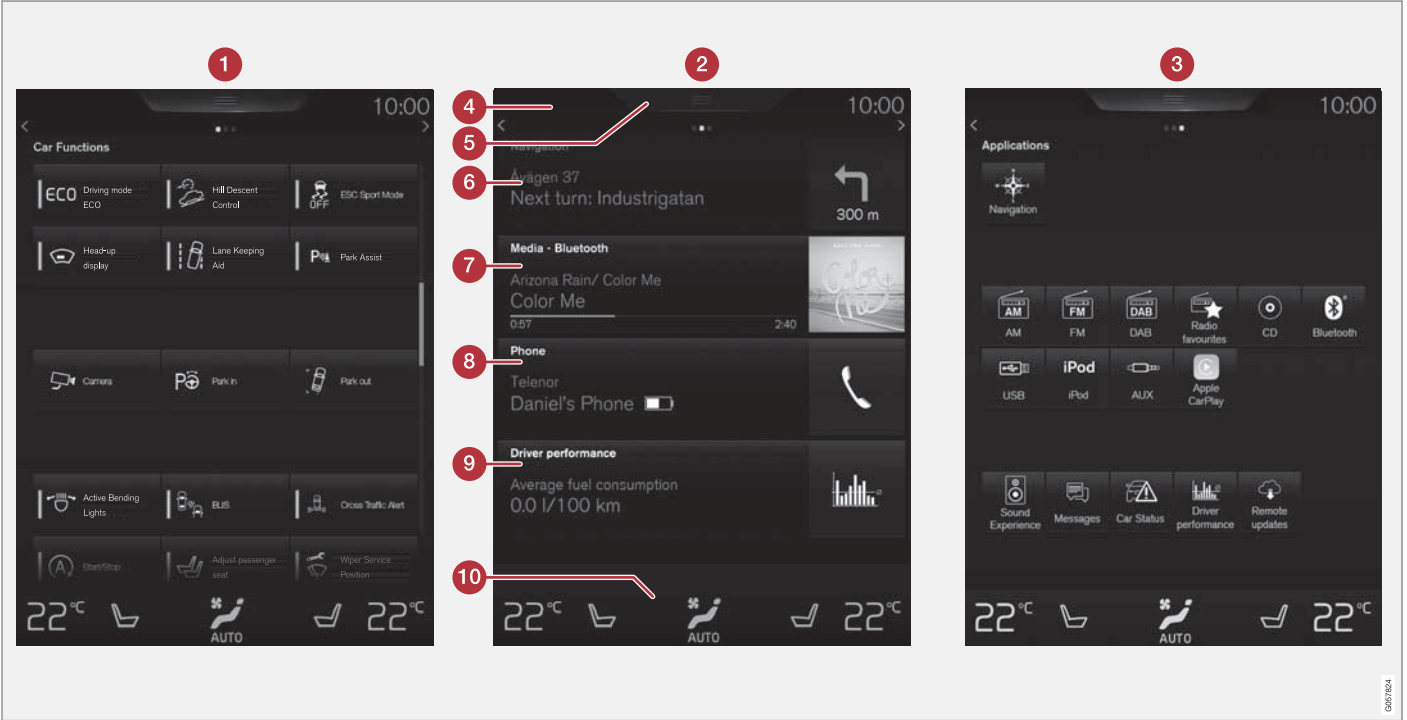 1
2
3
10:00
Car Functions
ECO
Driving mode
ECO
Hill Descent
Control
OFF
ESC Sport Mode
Head-up
display
Lane Keeping
Aid
P
Park Assist
Camera
P
Park In
Park out
Active Bending
Lights
BLIS
Cross Traffic Alert
A
Start/Stop
Adjust passenger
seat
Wiper Service
Position
22°C
AUTO
22°C
4
5
6
7
8
9
10
10:00
Navigation
Åvägen 37
Next turn: Industrigatan
300 m
Media - Bluetooth
Arizona Rain/ Color Me
Color Me
0:57
2:40
Color
Me
Phone
Telenor
Daniel's Phone
Driver performance
Average fuel consumption
0.0 l/100 km
22°C
AUTO
22°C
10:00
Applications
Navigation
AM
AM
FM
FM
DAB
DAB
Radio
favourites
CD
Bluetooth
USB
iPod
iPod
AUX
Apple
CarPlay
Sound
Experience
Messages
Car Status
Driver
performance
Remote
updates
22°C
AUTO
22°C
G057824